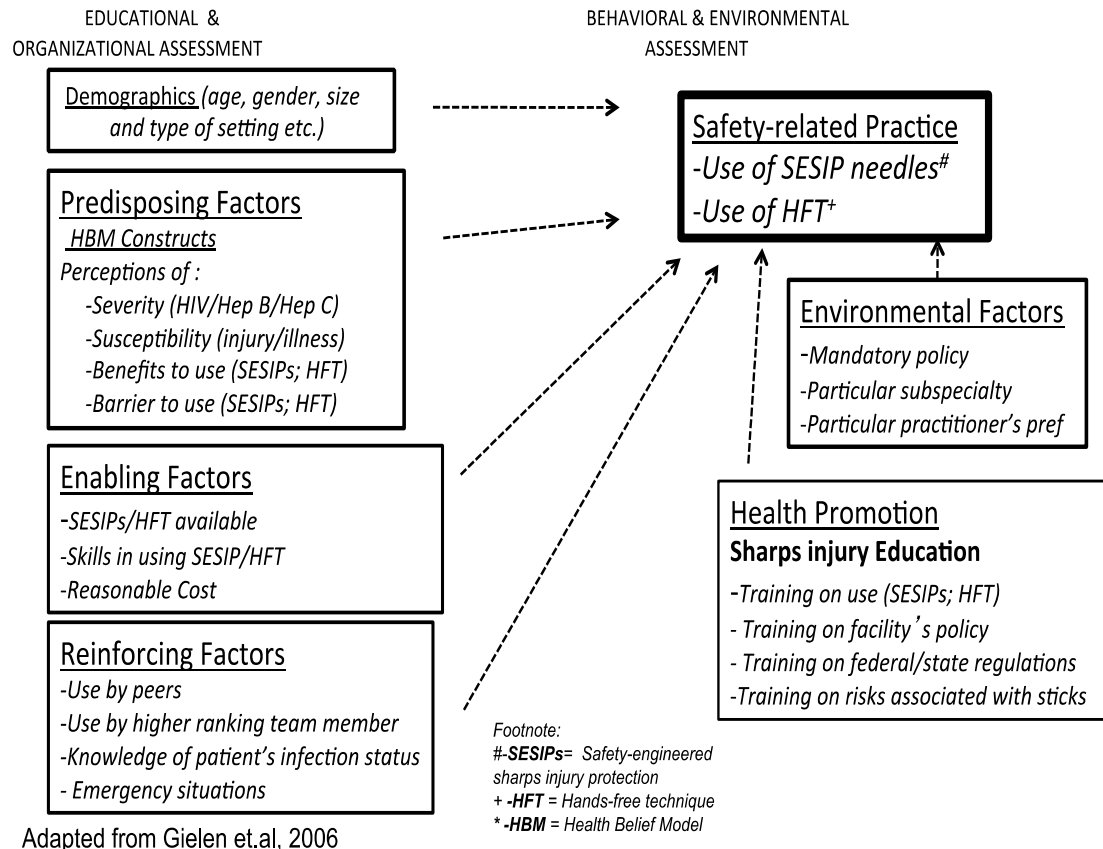 EDUCATIONAL &
ORGANIZATIONAL ASSESSMENT
BEHAVIORAL & ENVIRONMENTAL
ASSESSMENT
Demographics (age, gender, size
and type of setting etc.)
Predisposing Factors
HBM Constructs
Perceptions of :
-Severity (HIV/Hep B/Hep C)
-Susceptibility (injury/illness)
-Benefits to use (SESIPs; HFT)
-Barrier to use (SESIPs; HFT)
Enabling Factors
-SESIPs/HFT available
-Skills in using SESIP/HFT
-Reasonable Cost
Reinforcing Factors
-Use by peers
-Use by higher ranking team member
-Knowledge of patient's infection status
- Emergency situations
Adapted from Gielen et.al, 2006
Safety-related Practice
-Use of SESIP needles#
-Use of HFT+
Environmental Factors
-Mandatory policy
-Particular subspecialty
-Particular practitioner's pref
Health Promotion
Sharps injury Education
-Training on use (SESIPs; HFT)
- Training on facility's policy
- Training on federal/state regulations
-Training on risks associated with sticks
Footnote:
#-SESIPs= Safety-engineered
sharps injury protection
+ -HFT = Hands-free technique
* -HBM = Health Belief Model